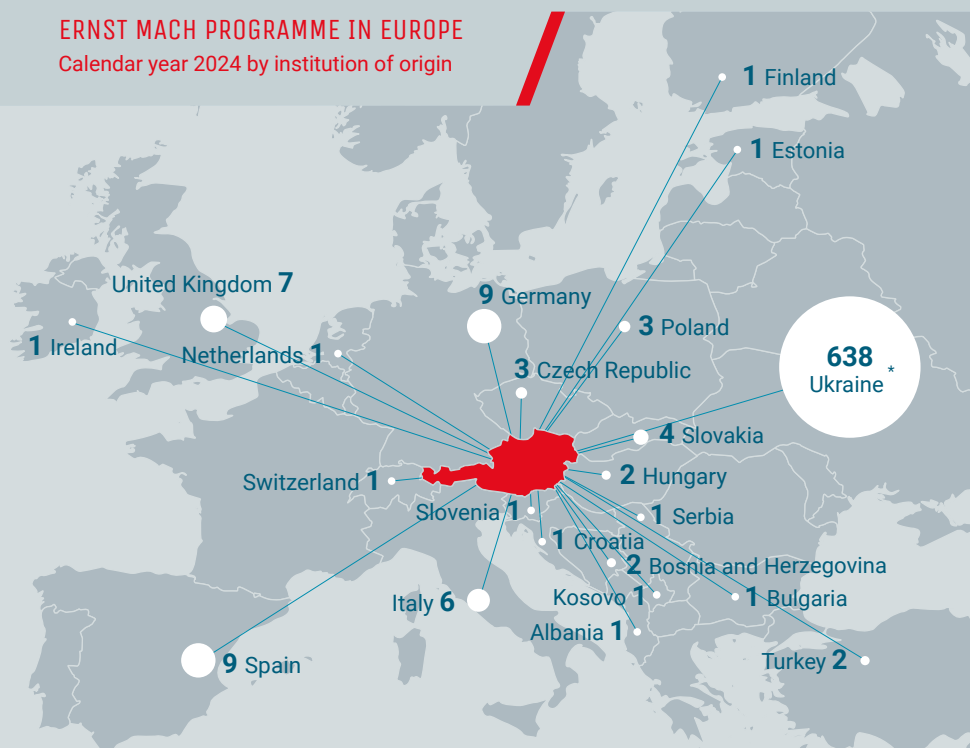 ERNST MACH PROGRAMME IN EUROPE
Calendar year 2024 by institution of origin
1 Finland
1 Estonia
United Kingdom 7
9 Germany
3 Poland
1 Ireland
Netherlands 1
3 Czech Republic
638
Ukraine *
4 Slovakia
Switzerland 1
2 Hungary
Slovenia 1
1 Serbia
1 Croatia
2 Bosnia and Herzegovina
Kosovo 1
1 Bulgaria
Italy 6
Albania 1
9 Spain
Turkey 2